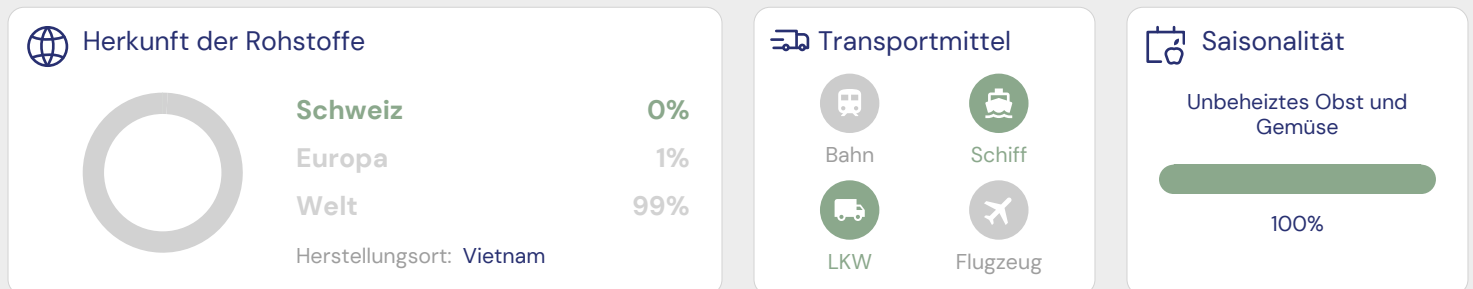 Herkunft der Rohstoffe
Schweiz 0%
Europa 1%
Welt 99%
Herstellungsort: Vietnam
Transportmittel
Bahn Schiff
LKW Flugzeug
Saisonalität
Unbeheiztes Obst und
Gemüse
100%